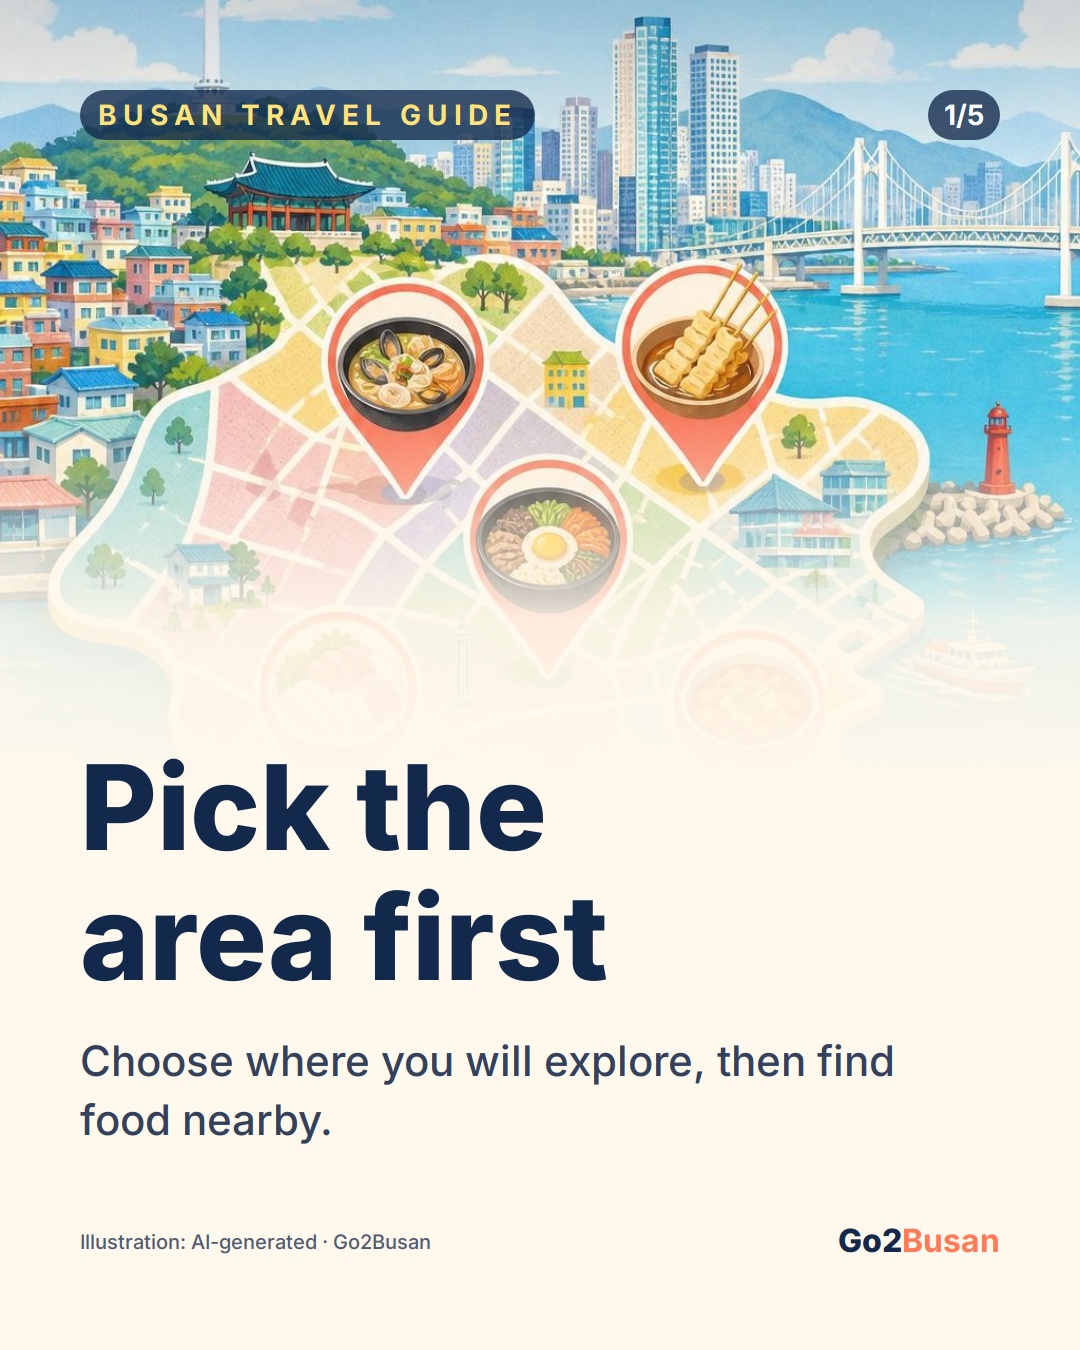 BUSAN TRAVEL GUIDE
1/5
Pick the
area first
Choose where you will explore, then find
food nearby.
Illustration: AI-generated · Go2Busan
Go2Busan